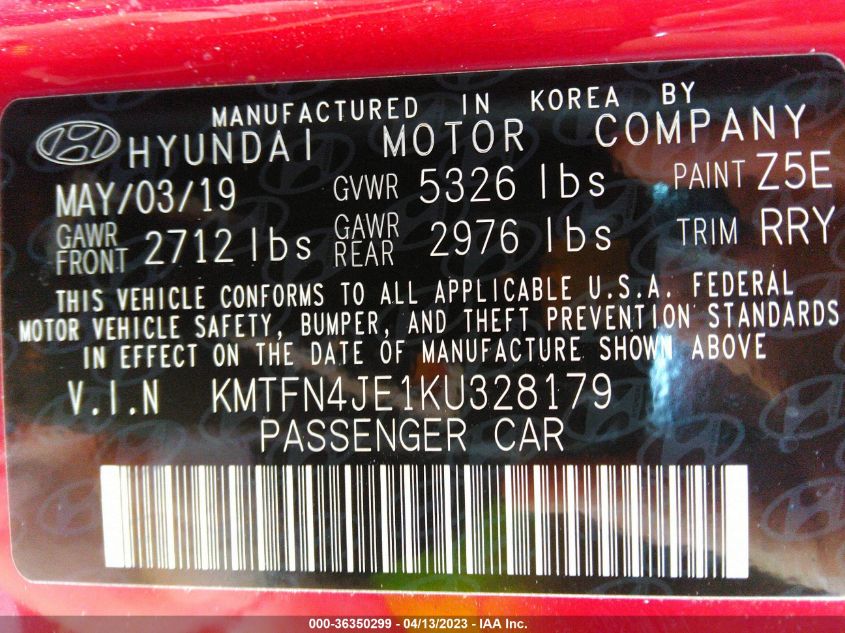 MANUFACTURED IN KOREA BY
HYUNDAI MOTOR COMPANY
MAY/03/19 GVWR 5326 lbs PAINT Z5E
GAWR FRONT 2712 lbs GAWR REAR 2976 lbs TRIM RRY
THIS VEHICLE CONFORMS TO ALL APPLICABLE U.S.A. FEDERAL
MOTOR VEHICLE SAFETY, BUMPER, AND THEFT PREVENTION STANDARDS
IN EFFECT ON THE DATE OF MANUFACTURE SHOWN ABOVE
V.I.N KMTFN4JE1KU328179
PASSENGER CAR
000-36350299 - 04/13/2023 - IAA Inc.